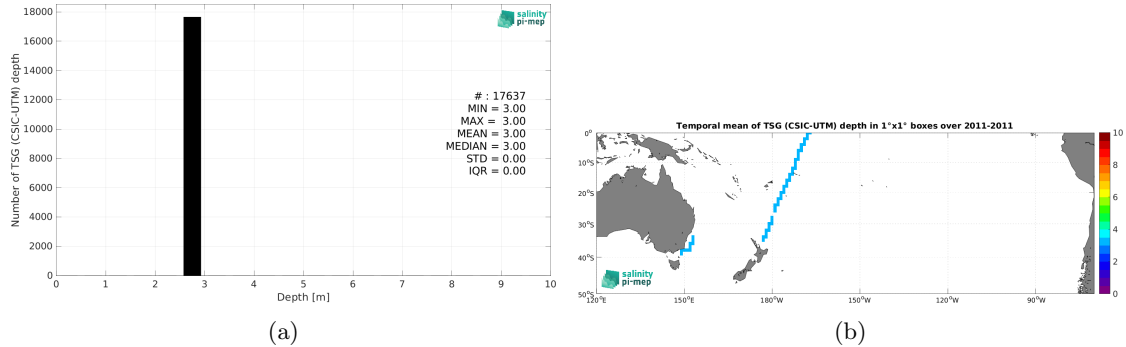 18000
16000
14000
12000
10000
8000
6000
4000
2000
0
Number of TSG (CSIC-UTM) depth
salinity
pi-mep
# : 17637
MIN = 3.00
MAX = 3.00
MEAN = 3.00
MEDIAN = 3.00
STD = 0.00
IQR = 0.00
0 1 2 3 4 5 6 7 8 9 10
Depth [m]
(a)
Temporal mean of TSG (CSIC-UTM) depth in 1°x1° boxes over 2011-2011
0°
10°S
20°S
30°S
40°S
50°S
salinity
pi-mep
120°E 150°E 180°W 150°W 120°W 90°W
10
8
6
4
2
0
(b)